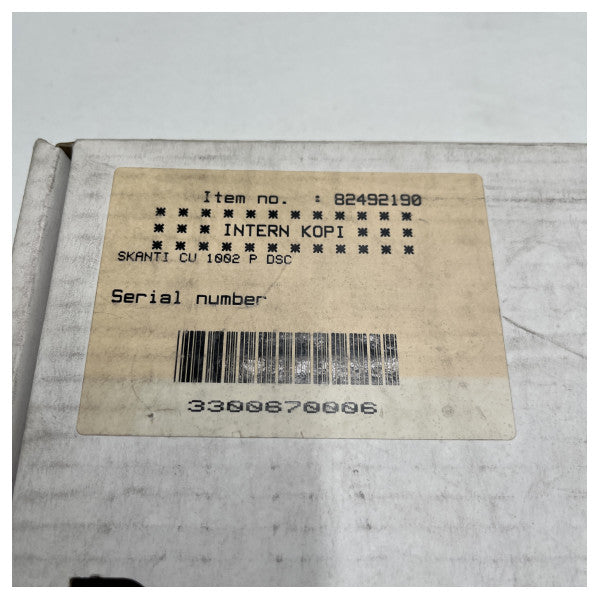 Item no. : 82492190
✱ ✱ ✱ ✱ ✱ ✱ ✱ ✱ ✱ ✱ ✱ ✱
✱ ✱ ✱ INTERN KOPI ✱ ✱ ✱
✱ ✱ ✱ ✱ ✱ ✱ ✱ ✱ ✱ ✱ ✱ ✱
SKANTI CU 1002 P DSC
Serial number
3300670006